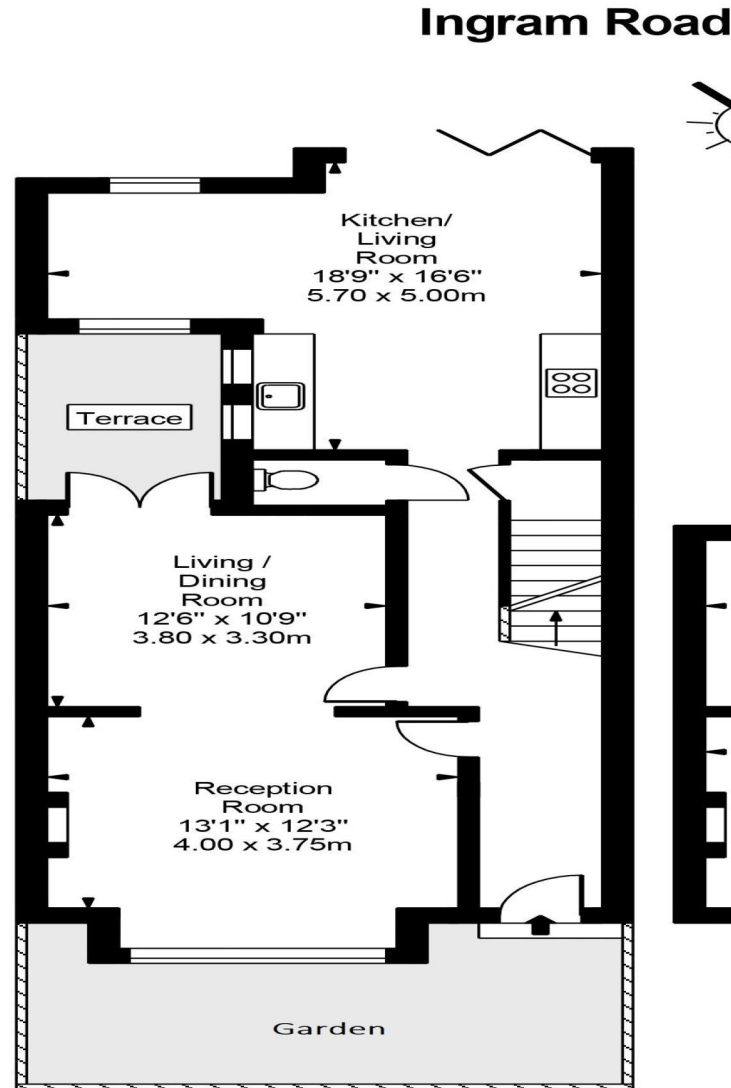 Ingram Road
Kitchen/
Living
Room
18'9" x 16'6"
5.70 x 5.00m
Terrace
Living /
Dining
Room
12'6" x 10'9"
3.80 x 3.30m
Reception
Room
13'1" x 12'3"
4.00 x 3.75m
Garden